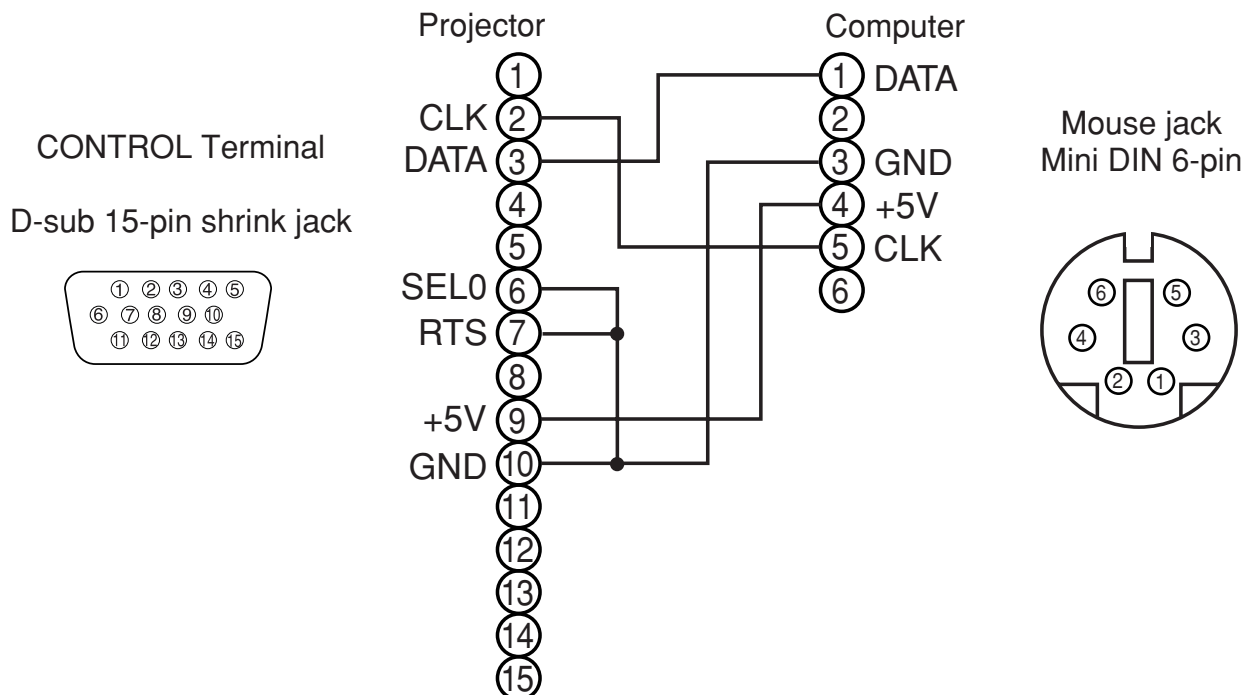 Projector
Computer
CONTROL Terminal
D-sub 15-pin shrink jack
1 2 3 4 5
6 7 8 9 10
11 12 13 14 15
1
CLK 2
DATA 3
4
5
SEL0 6
RTS 7
8
+5V 9
GND 10
11
12
13
14
15
1 DATA
2
3 GND
4 +5V
5 CLK
6
Mouse jack
Mini DIN 6-pin
6 5
4 3
2 1